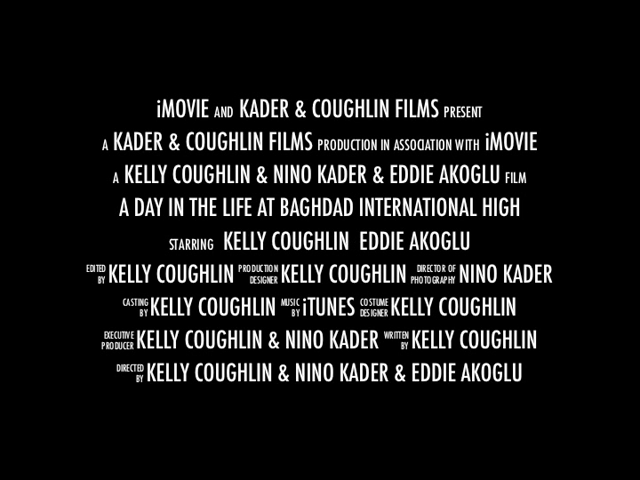 iMOVIE AND KADER & COUGHLIN FILMS PRESENT
A KADER & COUGHLIN FILMS PRODUCTION IN ASSOCIATION WITH iMOVIE
A KELLY COUGHLIN & NINO KADER & EDDIE AKOGLU FILM
A DAY IN THE LIFE AT BAGHDAD INTERNATIONAL HIGH
STARRING KELLY COUGHLIN EDDIE AKOGLU
EDITED BY KELLY COUGHLIN PRODUCTION DESIGNER KELLY COUGHLIN DIRECTOR OF PHOTOGRAPHY NINO KADER
CASTING BY KELLY COUGHLIN MUSIC BY iTUNES COSTUME DESIGNER KELLY COUGHLIN
EXECUTIVE PRODUCER KELLY COUGHLIN & NINO KADER WRITTEN BY KELLY COUGHLIN
DIRECTED BY KELLY COUGHLIN & NINO KADER & EDDIE AKOGLU